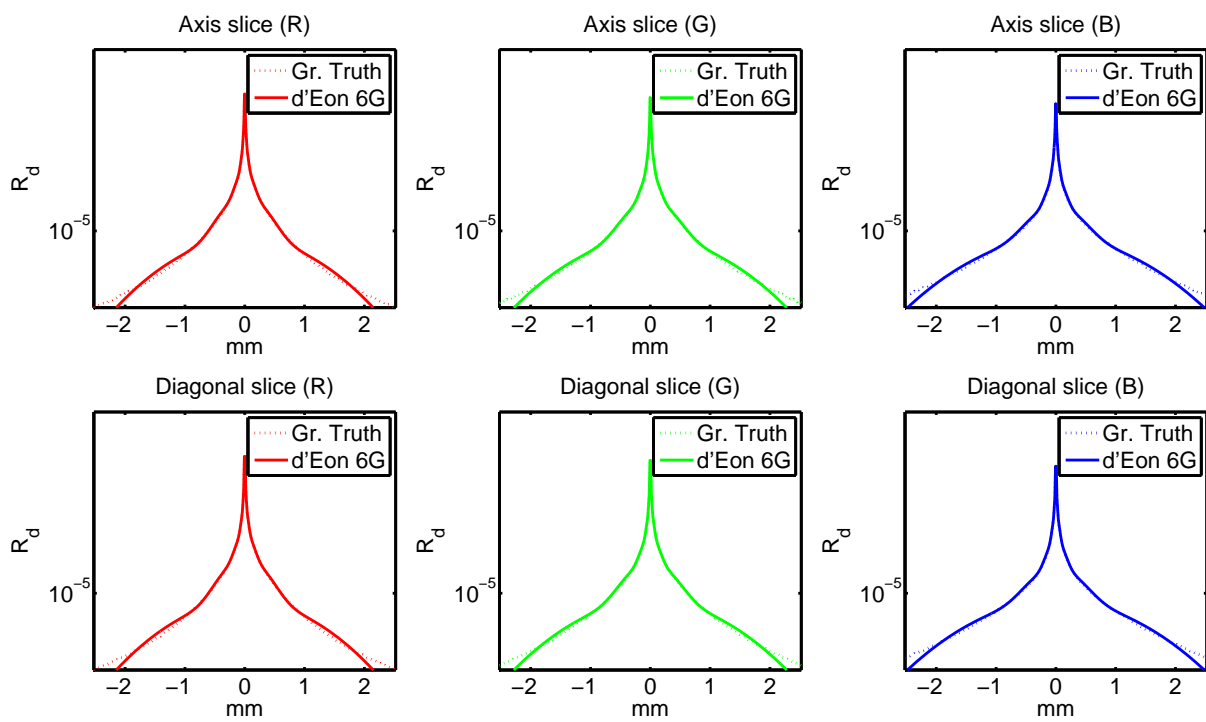 Axis slice (R)
Gr. Truth
d'Eon 6G
R_d
10^−5
−2 −1 0 1 2
mm
Axis slice (G)
Gr. Truth
d'Eon 6G
R_d
10^−5
−2 −1 0 1 2
mm
Axis slice (B)
Gr. Truth
d'Eon 6G
R_d
10^−5
−2 −1 0 1 2
mm
Diagonal slice (R)
Gr. Truth
d'Eon 6G
R_d
10^−5
−2 −1 0 1 2
mm
Diagonal slice (G)
Gr. Truth
d'Eon 6G
R_d
10^−5
−2 −1 0 1 2
mm
Diagonal slice (B)
Gr. Truth
d'Eon 6G
R_d
10^−5
−2 −1 0 1 2
mm